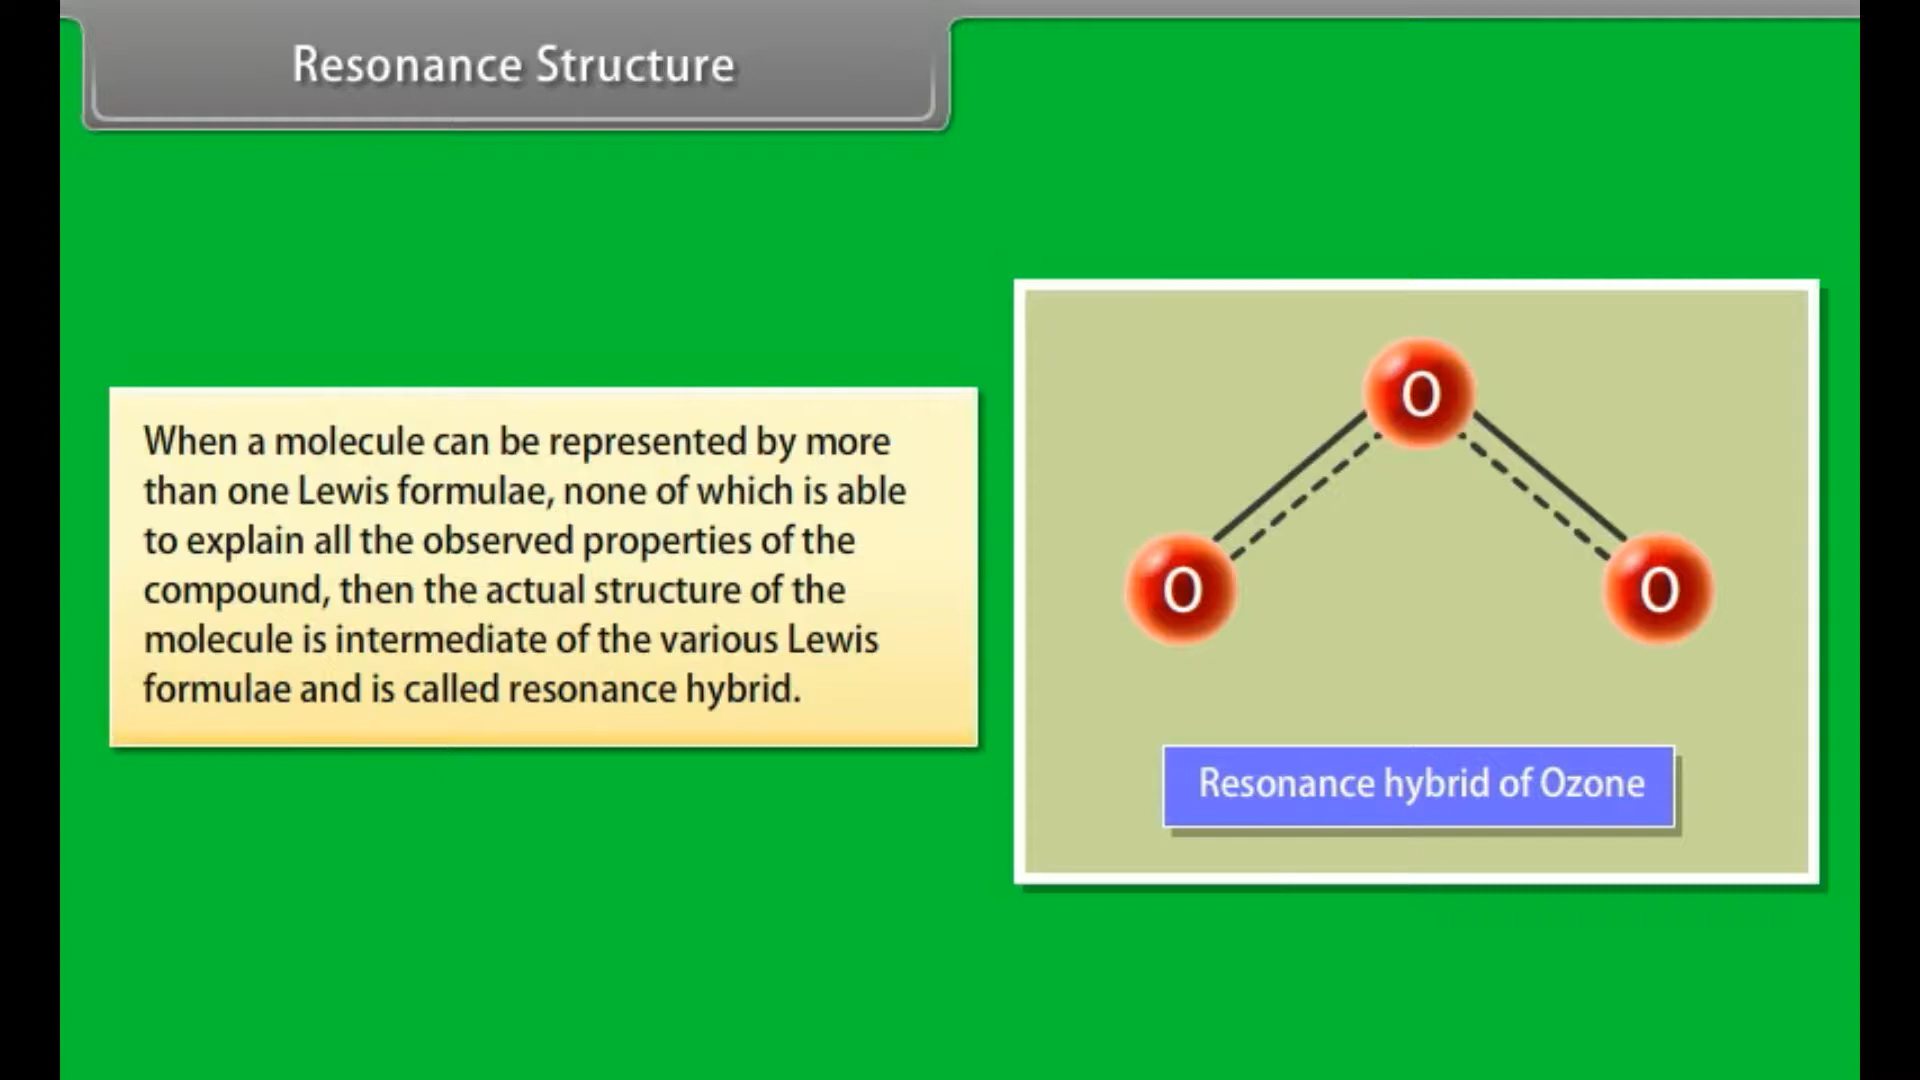 Resonance Structure
When a molecule can be represented by more
than one Lewis formulae, none of which is able
to explain all the observed properties of the
compound, then the actual structure of the
molecule is intermediate of the various Lewis
formulae and is called resonance hybrid.
O
O
O
Resonance hybrid of Ozone